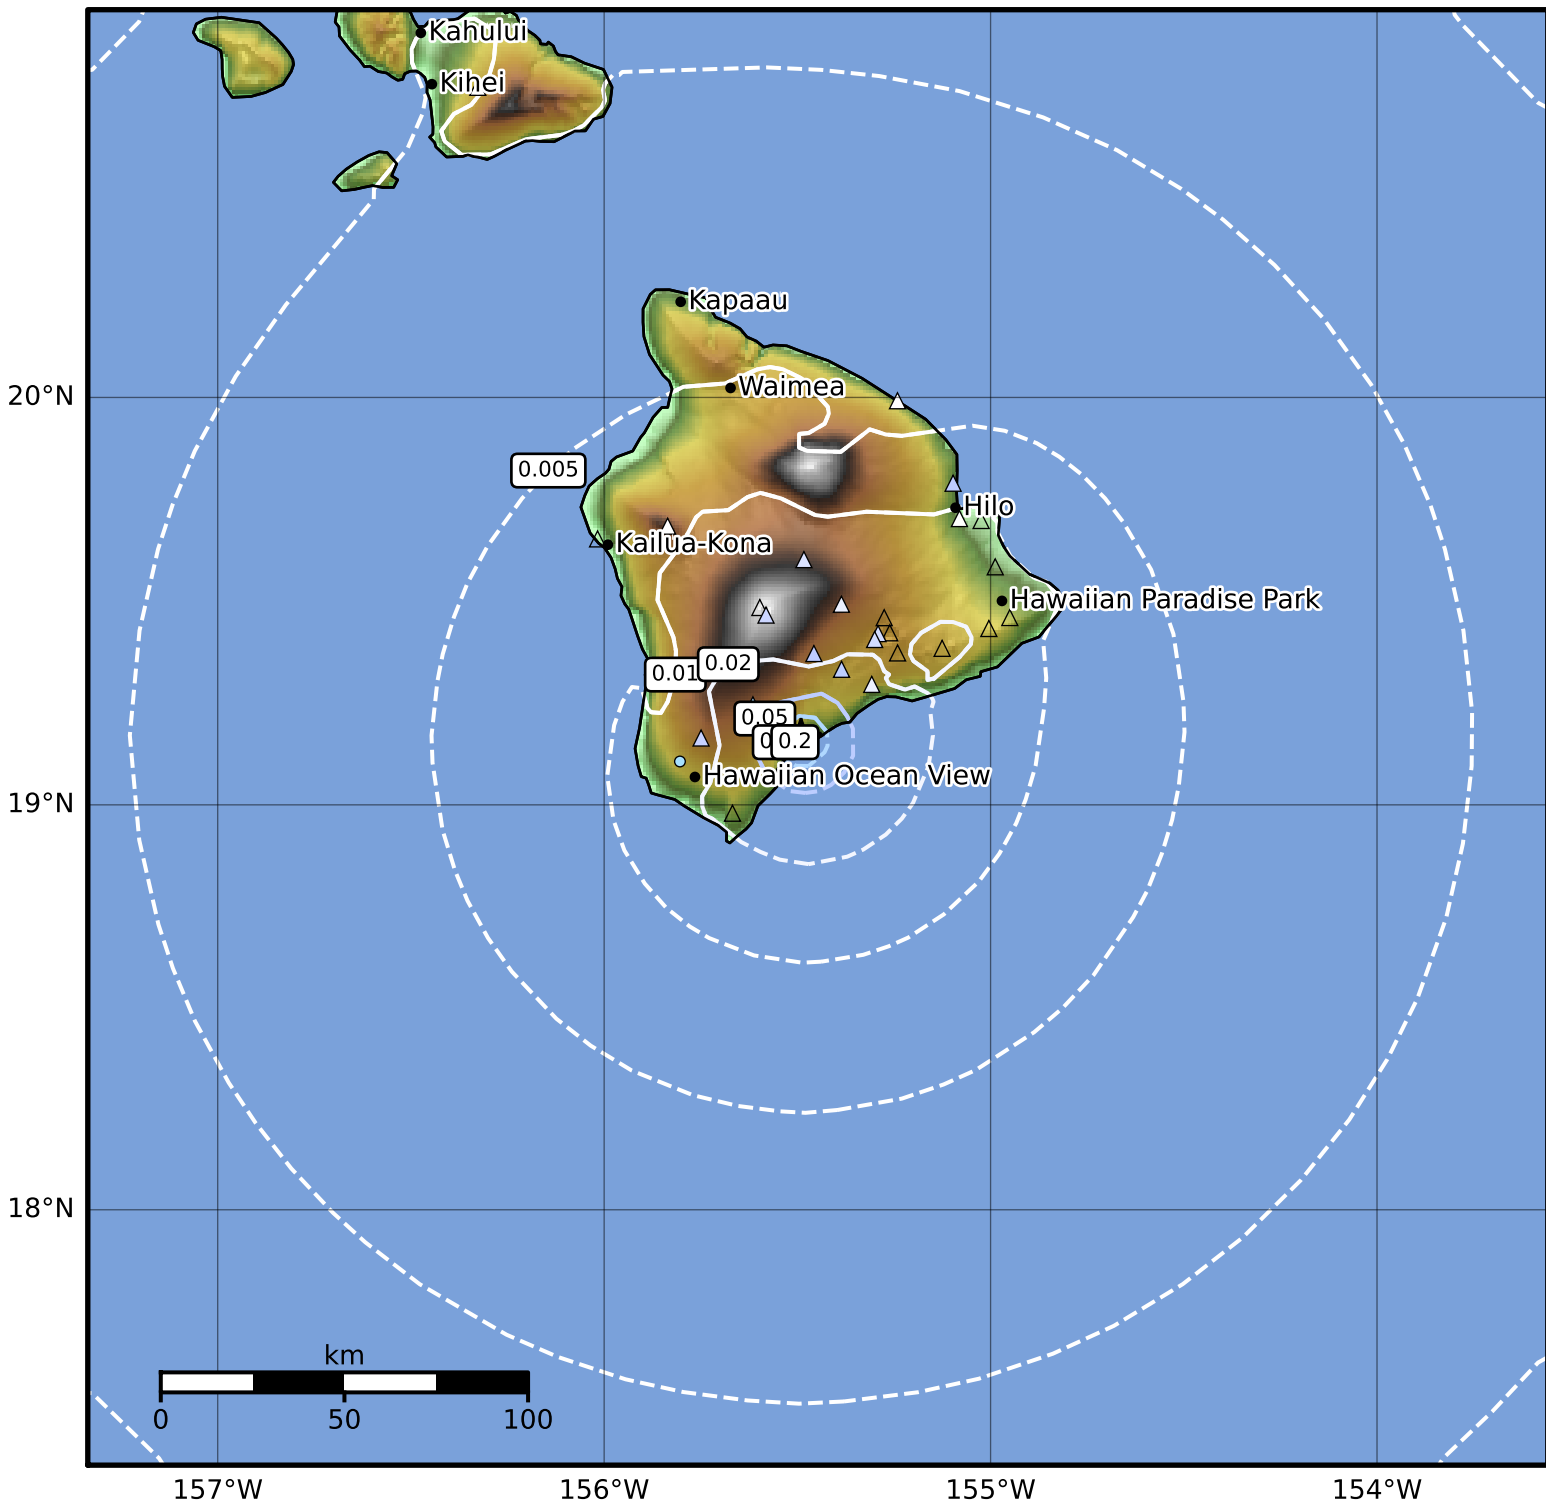 Kahului
Kihei
Kapaau
Waimea
20°N
0.005
Hilo
Kailua-Kona
Hawaiian Paradise Park
0.01
0.02
0.05
0.2
Hawaiian Ocean View
19°N
18°N
km
0
50
100
157°W
156°W
155°W
154°W